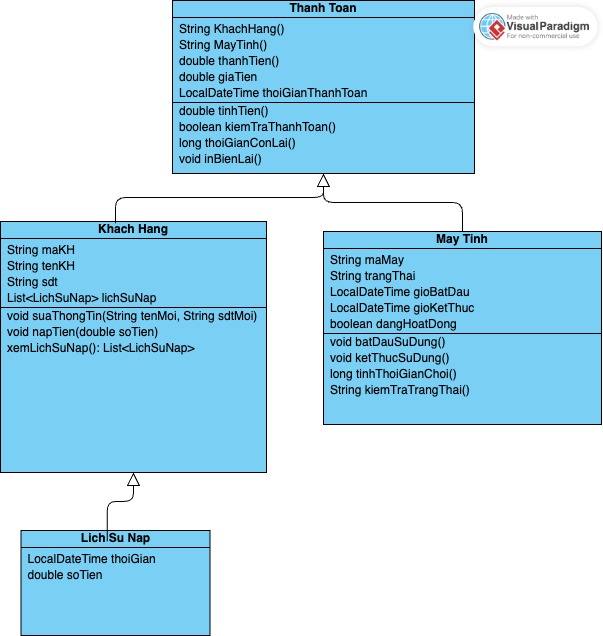 Thanh Toan
String KhachHang()
String MayTinh()
double thanhTien()
double giaTien
LocalDateTime thoiGianThanhToan
double tinhTien()
boolean kiemTraThanhToan()
long thoiGianConLai()
void inBienLai()
Made with
VisualParadigm
For non-commercial use
Khach Hang
String maKH
String tenKH
String sdt
List<LichSuNap> lichSuNap
void suaThongTin(String tenMoi, String sdtMoi)
void napTien(double soTien)
xemLichSuNap(): List<LichSuNap>
May Tinh
String maMay
String trangThai
LocalDateTime gioBatDau
LocalDateTime gioKetThuc
boolean dangHoatDong
void batDauSuDung()
void ketThucSuDung()
long tinhThoiGianChoi()
String kiemTraTrangThai()
Lich Su Nap
LocalDateTime thoiGian
double soTien